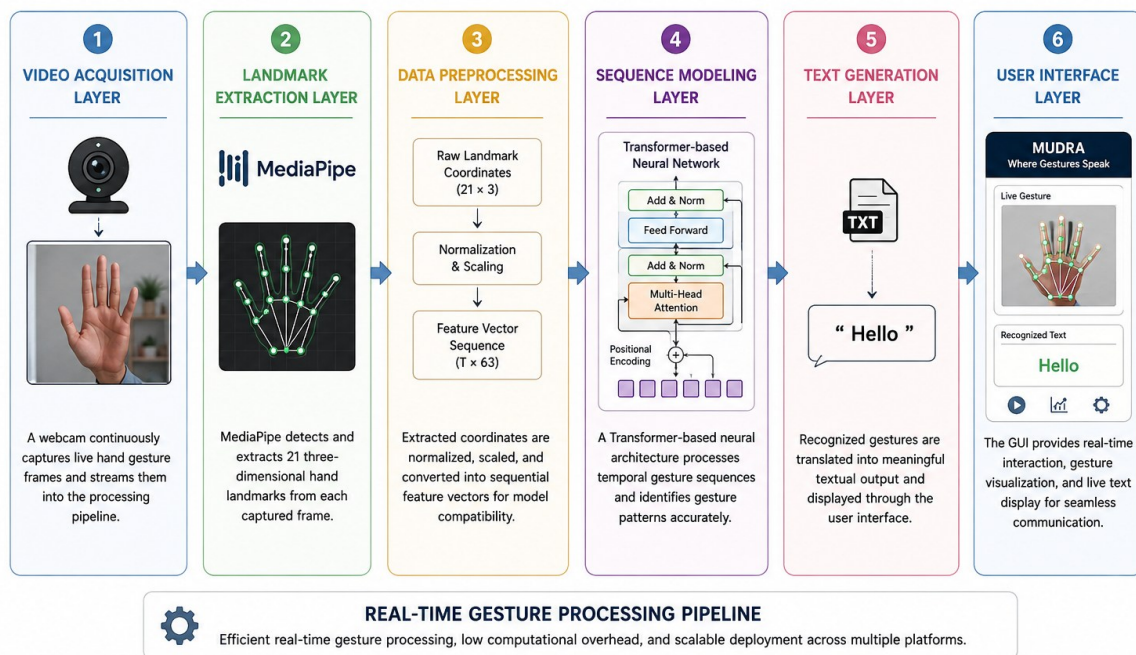 1
VIDEO ACQUISITION
LAYER
A webcam continuously
captures live hand gesture
frames and streams them
into the processing
pipeline.
2
LANDMARK
EXTRACTION LAYER
MediaPipe
MediaPipe detects and
extracts 21 three-
dimensional hand
landmarks from each
captured frame.
3
DATA PREPROCESSING
LAYER
Raw Landmark
Coordinates
(21 × 3)
Normalization
& Scaling
Feature Vector
Sequence
(T × 63)
Extracted coordinates are
normalized, scaled, and
converted into sequential
feature vectors for model
compatibility.
4
SEQUENCE MODELING
LAYER
Transformer-based
Neural Network
Add & Norm
Feed Forward
Add & Norm
Multi-Head
Attention
Positional
Encoding
+
A Transformer-based neural
architecture processes
temporal gesture sequences
and identifies gesture
patterns accurately.
5
TEXT GENERATION
LAYER
TXT
“ Hello ”
Recognized gestures are
translated into meaningful
textual output and
displayed through the
user interface.
6
USER INTERFACE
LAYER
MUDRA
Where Gestures Speak
Live Gesture
Recognized Text
Hello
The GUI provides real-time
interaction, gesture
visualization, and live text
display for seamless
communication.
REAL-TIME GESTURE PROCESSING PIPELINE
Efficient real-time gesture processing, low computational overhead, and scalable deployment across multiple platforms.